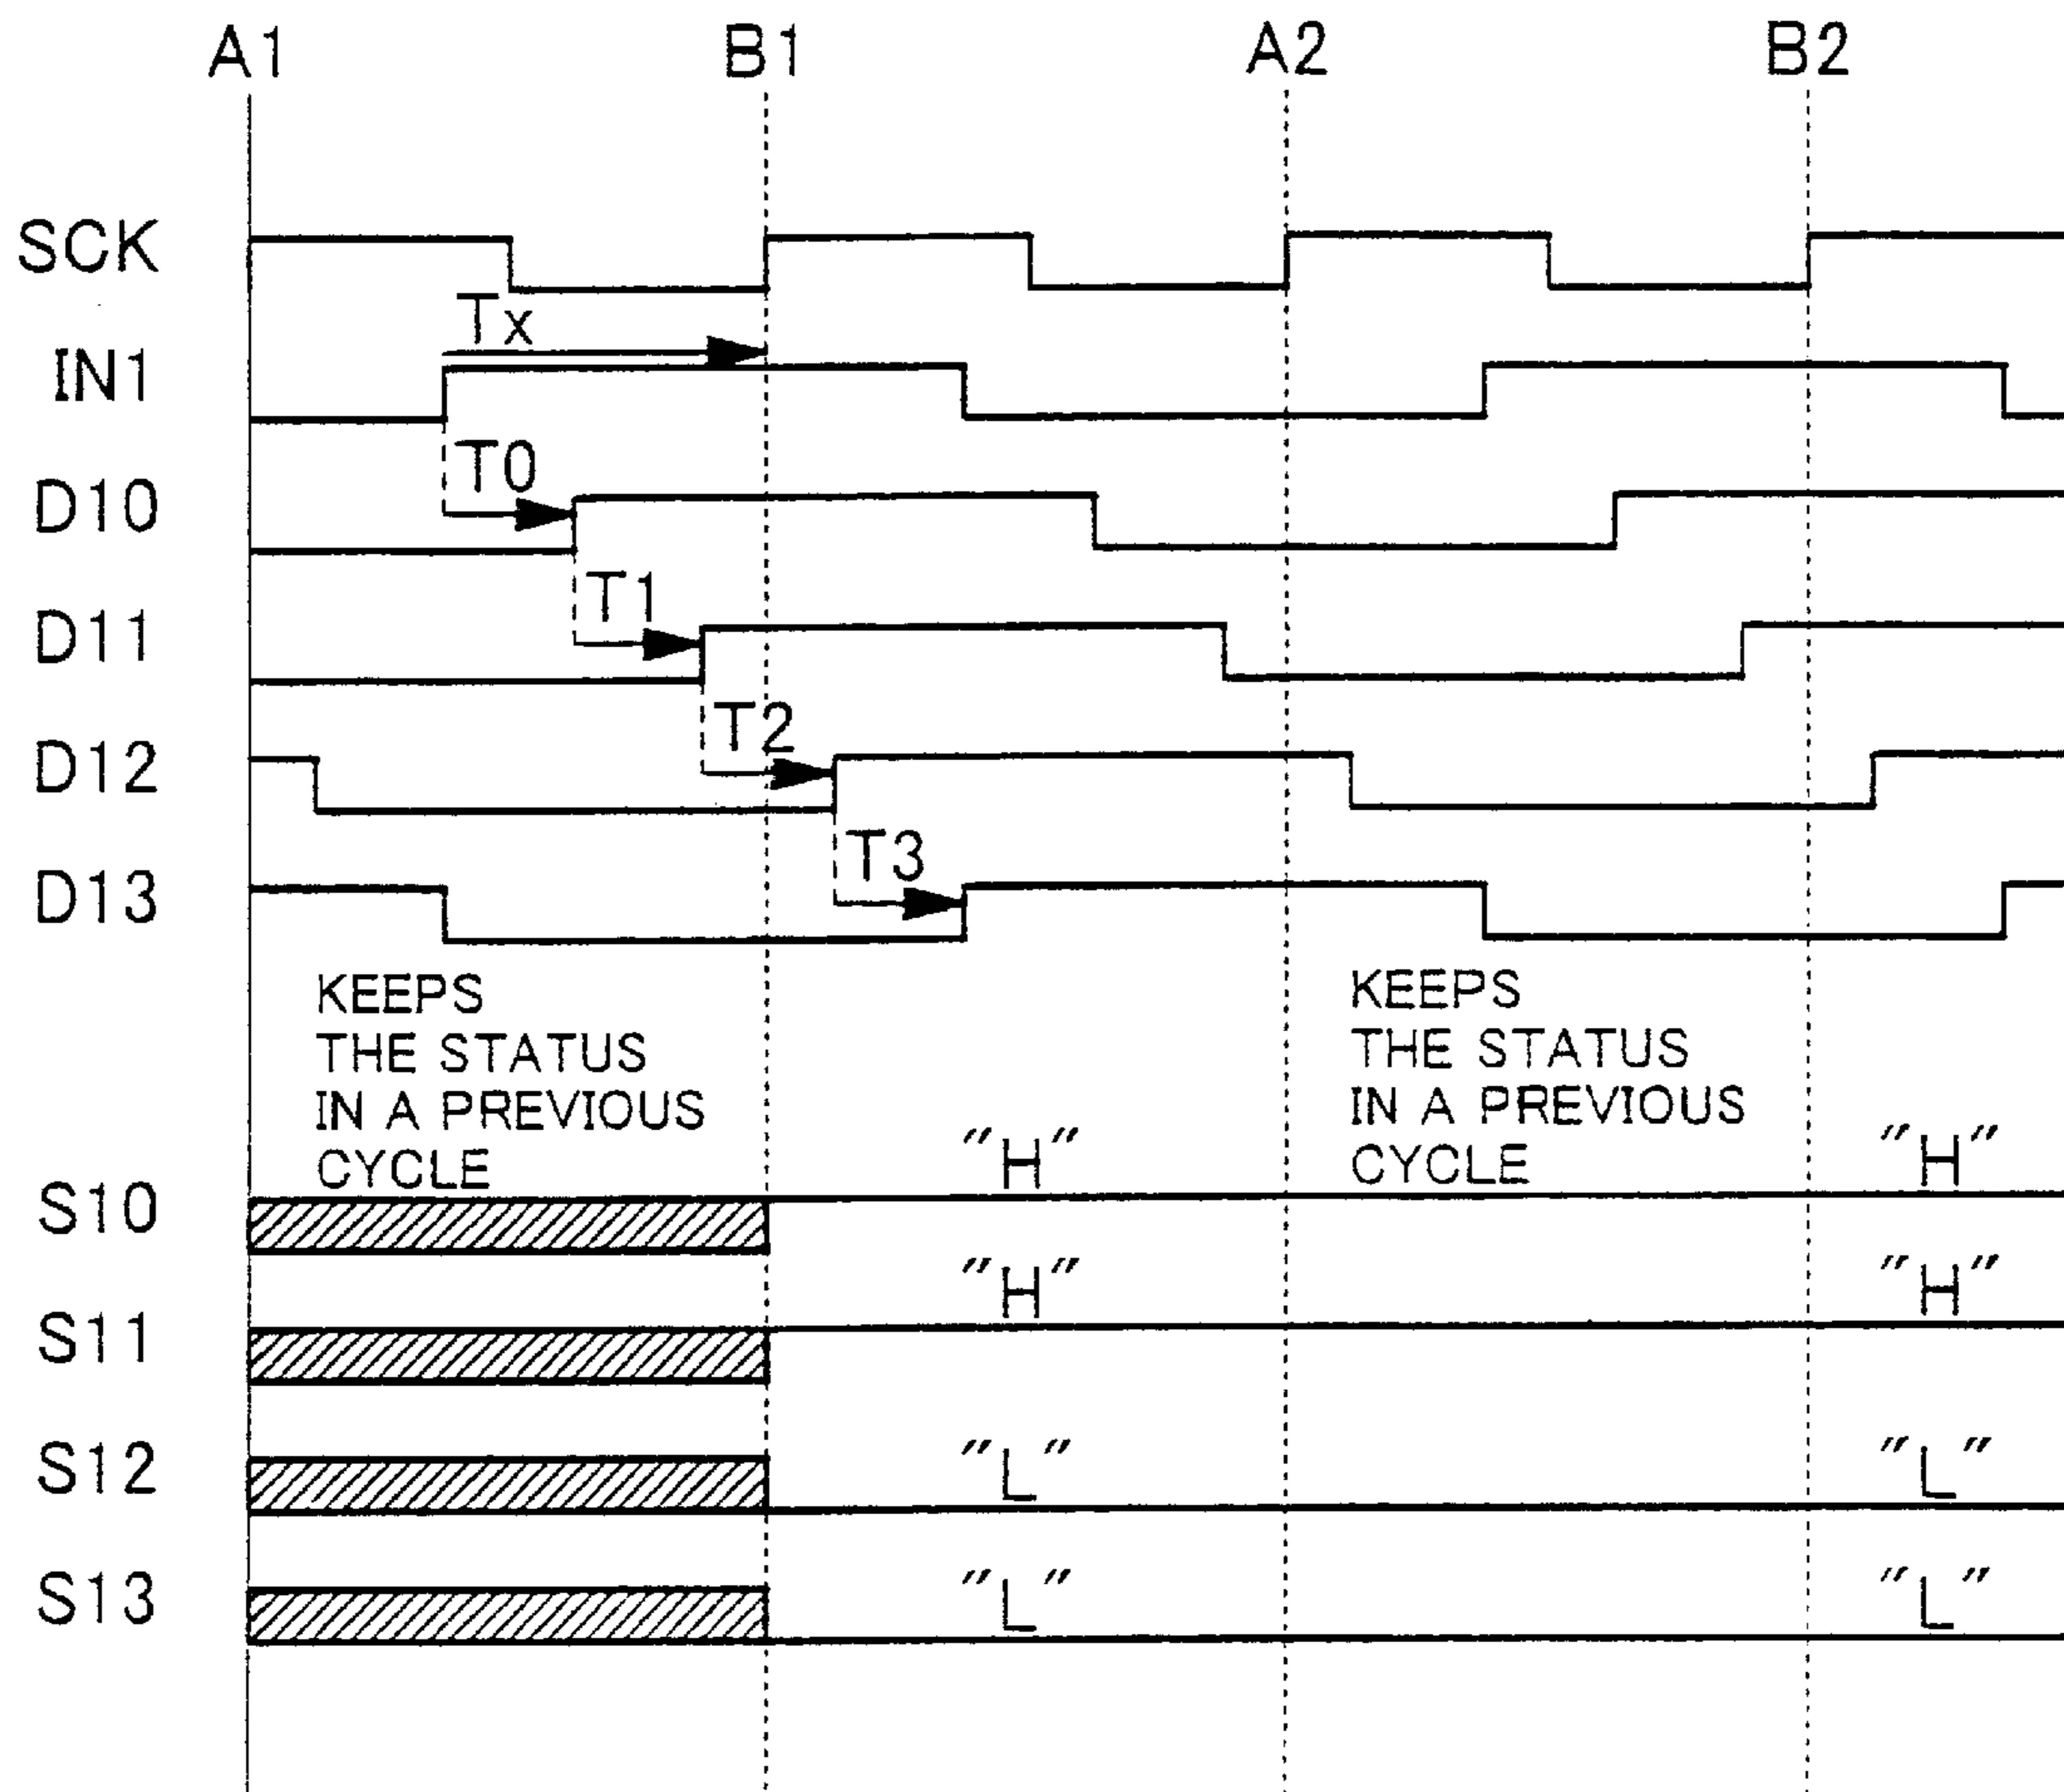 A1 B1 A2 B2
SCK
Tx
IN1
T0
D10
T1
D11
T2
D12
T3
D13
KEEPS
THE STATUS
IN A PREVIOUS
CYCLE
KEEPS
THE STATUS
IN A PREVIOUS
CYCLE
S10 "H" "H"
S11 "H" "H"
S12 "L" "L"
S13 "L" "L"